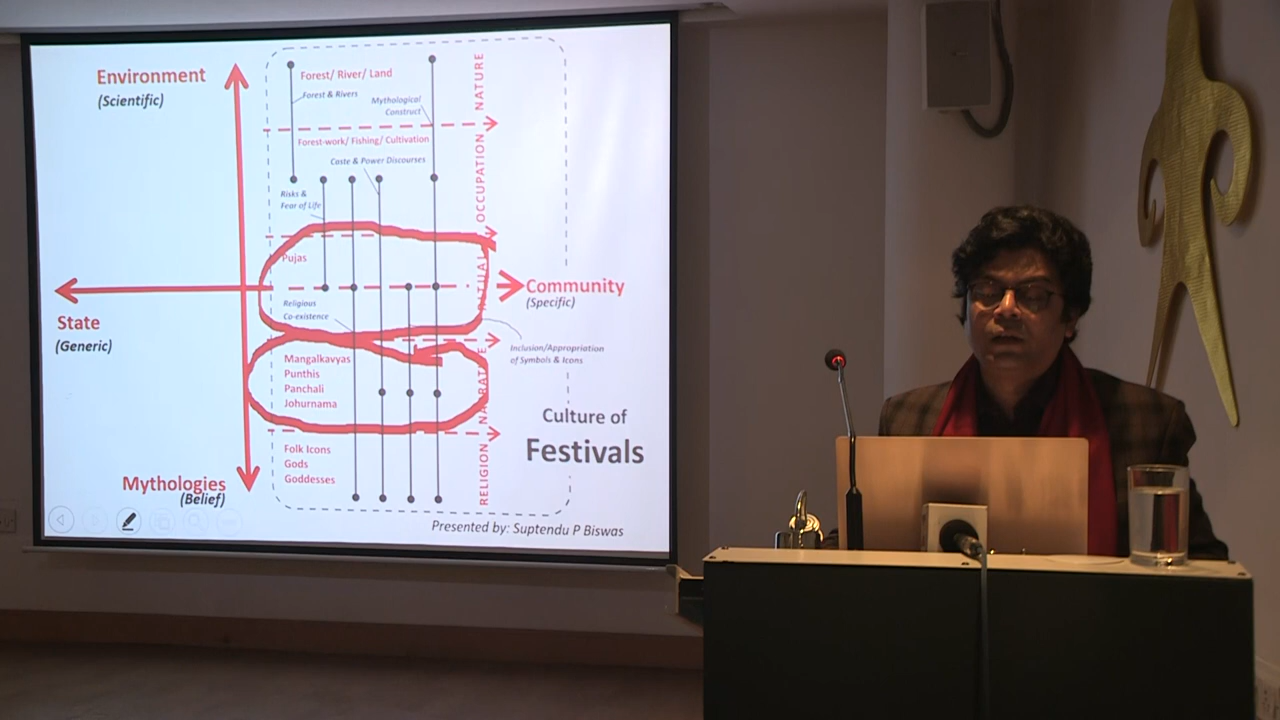 Environment
(Scientific)
Forest/ River/ Land
Forest & Rivers
Mythological
Construct
NATURE
Forest-work/ Fishing/ Cultivation
Caste & Power Discourses
OCCUPATION
Risks &
Fear of Life
Pujas
RITUAL
Community
(Specific)
State
(Generic)
Religious
Co-existence
Inclusion/Appropriation
of Symbols & Icons
Mangalkavyas
Punthis
Panchali
Johurnama
Culture of
Festivals
Folk Icons
Gods
Goddesses
RELIGION
Mythologies
(Belief)
Presented by: Suptendu P Biswas